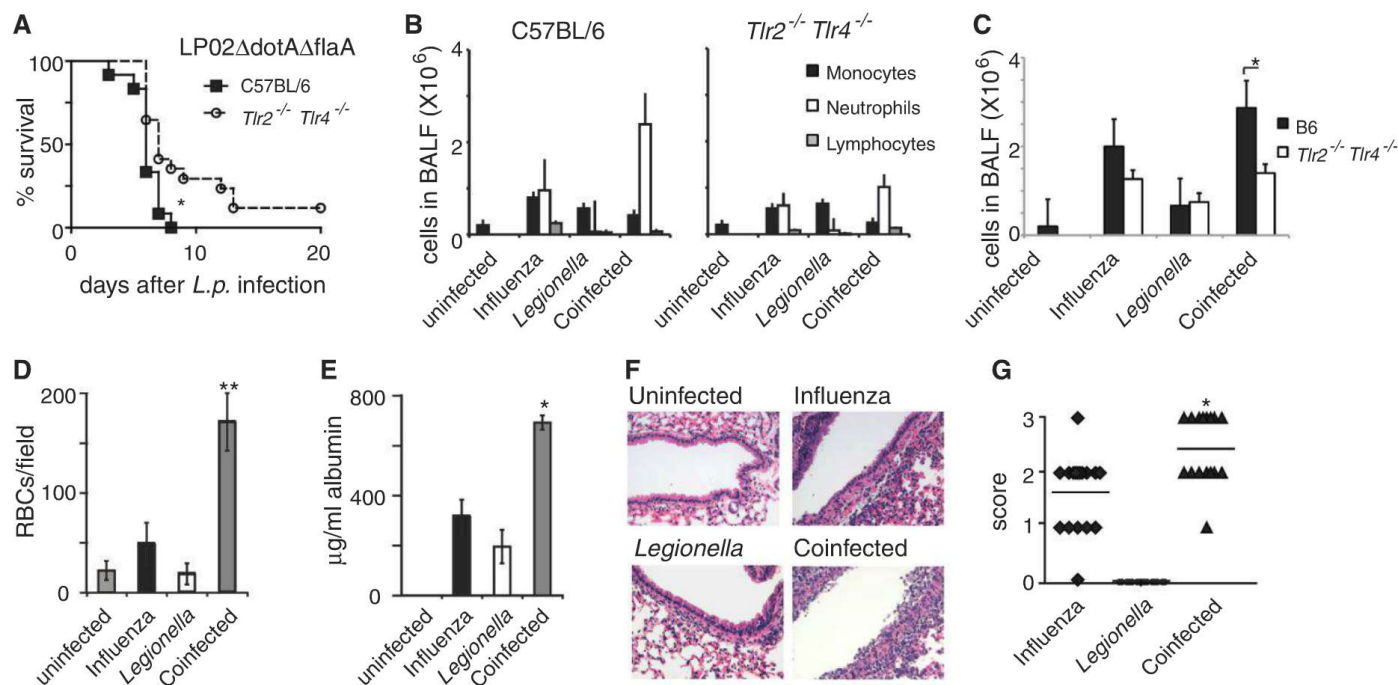 A
LP02ΔdotAΔflaA
C57BL/6
Tlr2-/- Tlr4-/-
% survival
100
50
0
*
0
10
20
days after L.p. infection
B
C57BL/6
Tlr2-/- Tlr4-/-
cells in BALF (X10⁶)
4
2
0
Monocytes
Neutrophils
Lymphocytes
uninfected
Influenza
Legionella
Coinfected
uninfected
Influenza
Legionella
Coinfected
C
cells in BALF (X10⁶)
4
2
0
*
B6
Tlr2-/- Tlr4-/-
uninfected
Influenza
Legionella
Coinfected
D
RBCs/field
200
100
0
**
uninfected
Influenza
Legionella
Coinfected
E
µg/ml albumin
800
400
0
*
uninfected
Influenza
Legionella
Coinfected
F
Uninfected
Influenza
Legionella
Coinfected
G
score
3
2
1
0
*
Influenza
Legionella
Coinfected